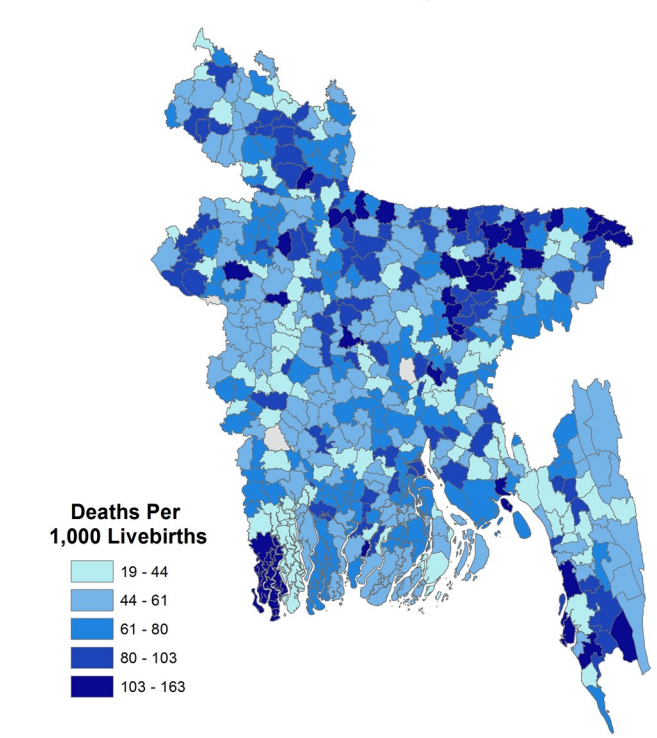 Deaths Per
1,000 Livebirths
19 - 44
44 - 61
61 - 80
80 - 103
103 - 163